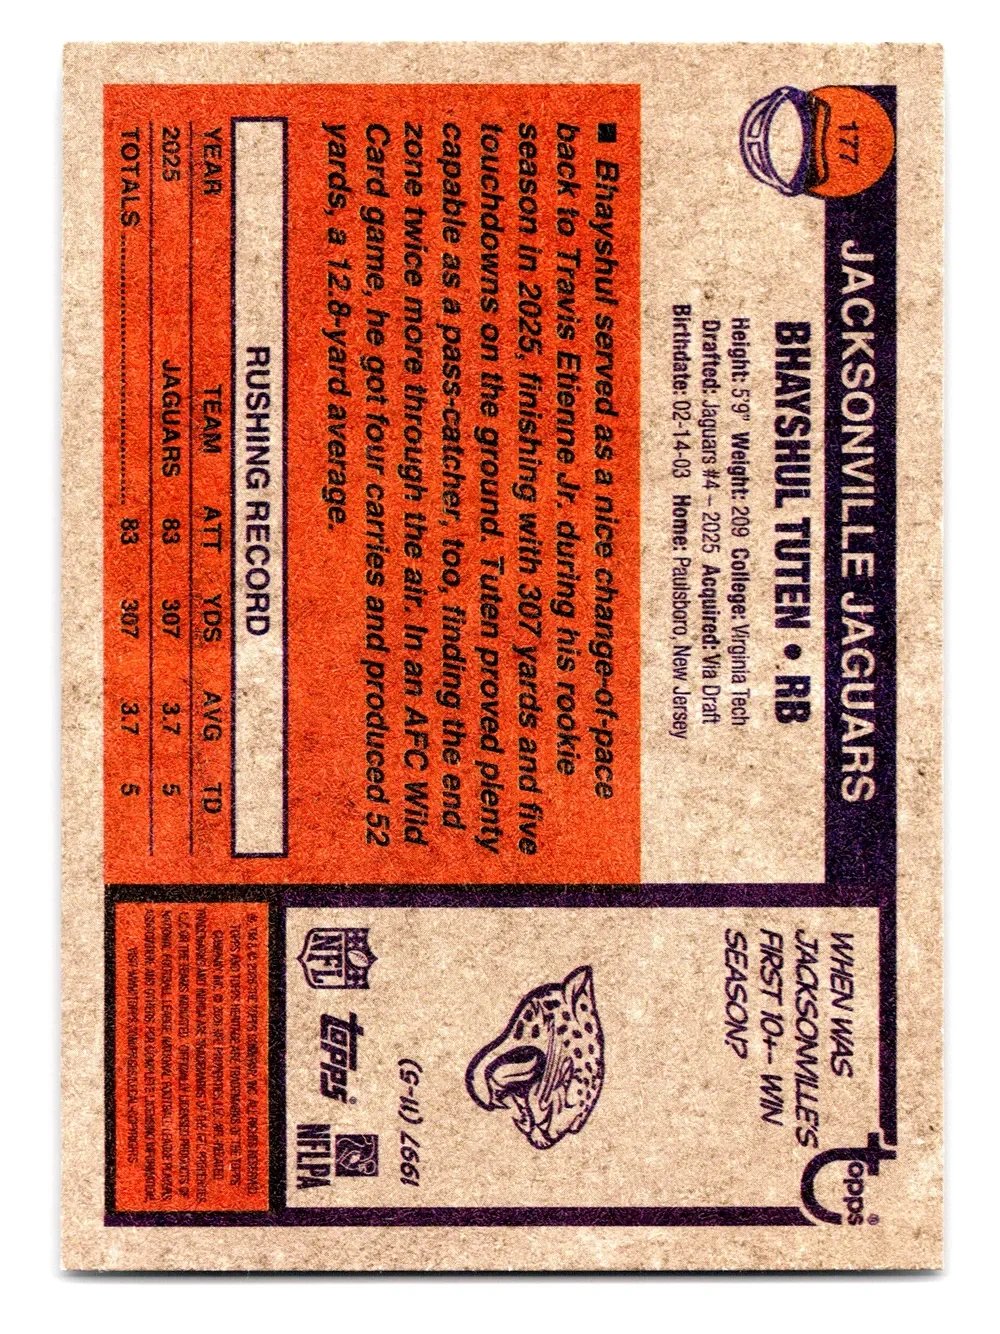 177
JACKSONVILLE JAGUARS
BHAYSHUL TUTEN • RB
Height: 5'9" Weight: 209 College: Virginia Tech
Drafted: Jaguars #4 – 2025 Acquired: Via Draft
Birthdate: 02-14-03 Home: Paulsboro, New Jersey
■ Bhayshul served as a nice change-of-pace
back to Travis Etienne Jr. during his rookie
season in 2025, finishing with 307 yards and five
touchdowns on the ground. Tuten proved plenty
capable as a pass-catcher, too, finding the end
zone twice more through the air. In an AFC Wild
Card game, he got four carries and produced 52
yards, a 12.8-yard average.
RUSHING RECORD
YEAR TEAM ATT YDS AVG TD
2025 JAGUARS 83 307 3.7 5
TOTALS 83 307 3.7 5
topps®
WHEN WAS
JACKSONVILLE'S
FIRST 10+– WIN
SEASON?
1997 (11-5)
NFL
topps®
NFLPA